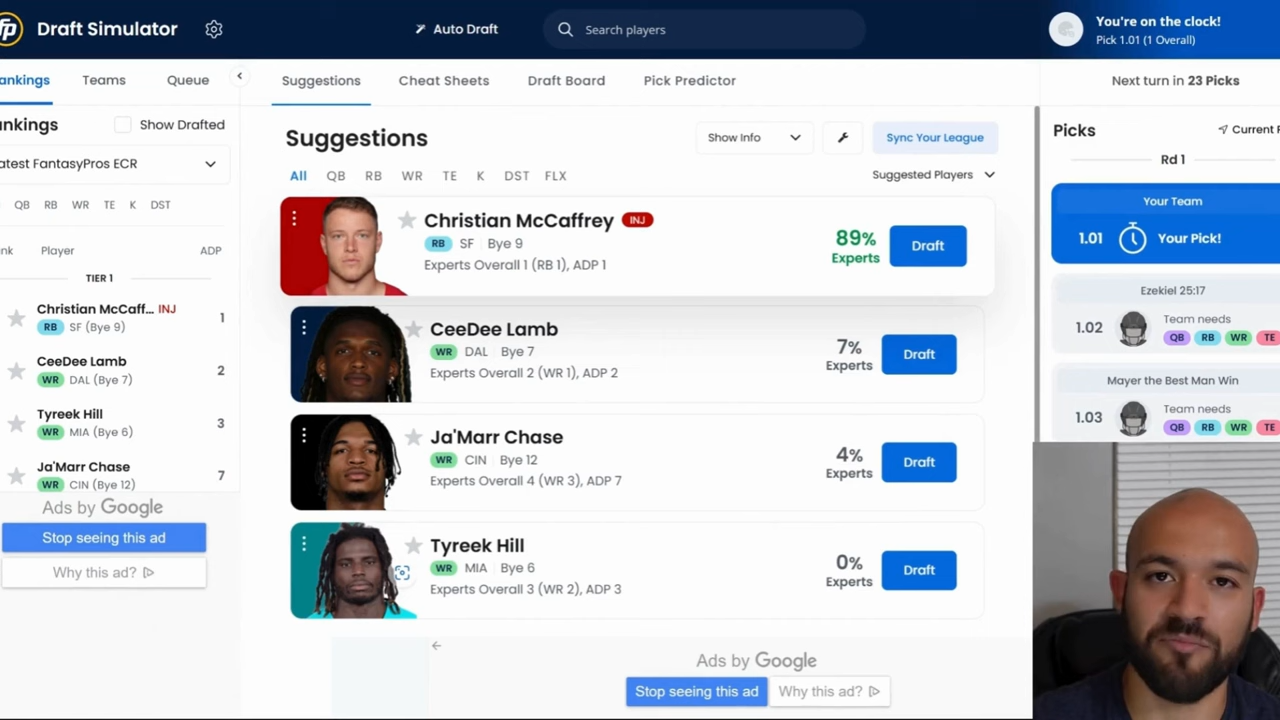 fp
Draft Simulator
Auto Draft
Search players
You're on the clock!
Pick 1.01 (1 Overall)
ankings
Teams
Queue
Suggestions
Cheat Sheets
Draft Board
Pick Predictor
Next turn in 23 Picks
ankings
Show Drafted
atest FantasyPros ECR
QB RB WR TE K DST
nk Player ADP
TIER 1
Christian McCaff... INJ
RB SF (Bye 9)
1
CeeDee Lamb
WR DAL (Bye 7)
2
Tyreek Hill
WR MIA (Bye 6)
3
Ja'Marr Chase
WR CIN (Bye 12)
7
Ads by Google
Stop seeing this ad
Why this ad?
Suggestions
Show Info
Sync Your League
All QB RB WR TE K DST FLX
Suggested Players
Christian McCaffrey INJ
RB SF Bye 9
Experts Overall 1 (RB 1), ADP 1
89%
Experts
Draft
CeeDee Lamb
WR DAL Bye 7
Experts Overall 2 (WR 1), ADP 2
7%
Experts
Draft
Ja'Marr Chase
WR CIN Bye 12
Experts Overall 4 (WR 3), ADP 7
4%
Experts
Draft
Tyreek Hill
WR MIA Bye 6
Experts Overall 3 (WR 2), ADP 3
0%
Experts
Draft
Ads by Google
Stop seeing this ad
Why this ad?
Picks
Current P
Rd 1
Your Team
1.01 Your Pick!
Ezekiel 25:17
1.02
Team needs
QB RB WR TE
Mayer the Best Man Win
1.03
Team needs
QB RB WR TE